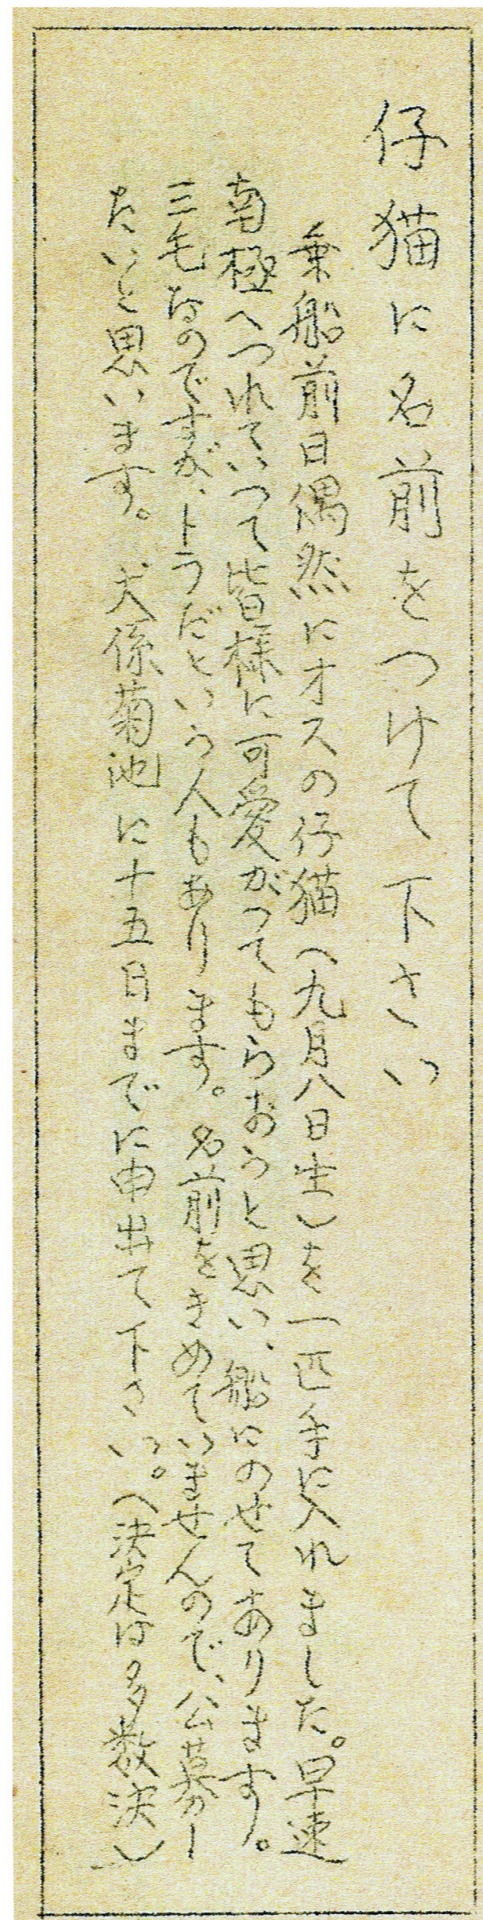 仔猫に名前をつけて下さい
乗船前日偶然にオスの仔猫(九月八日生)を一匹手に入れました。早速
南極へつれていって皆様に可愛がってもらおうと思い、船にのせてあります。
三毛なのですが、トラだという人もあります。名前をきめていませんので、公募し
たいと思います。犬係菊池に十五日までに申出て下さい。(決定は多数決)